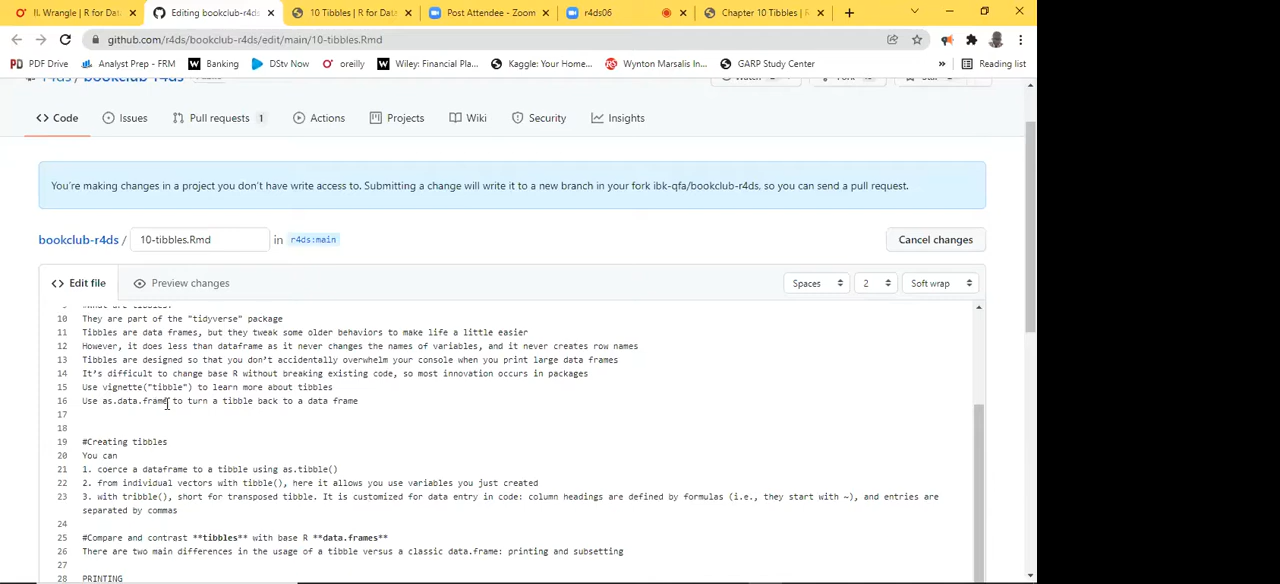 II. Wrangle | R for Dat
Editing bookclub-r4ds
10 Tibbles | R for Dat
Post Attendee - Zoom
r4ds06
Chapter 10 Tibbles |
github.com/r4ds/bookclub-r4ds/edit/main/10-tibbles.Rmd
PDF Drive
Analyst Prep - FRM
Banking
DStv Now
oreilly
Wiley: Financial Pla...
Kaggle: Your Home...
Wynton Marsalis In...
GARP Study Center
»
Reading list
bookclub-r4ds
Code
Issues
Pull requests 1
Actions
Projects
Wiki
Security
Insights
You're making changes in a project you don't have write access to. Submitting a change will write it to a new branch in your fork ibk-qfa/bookclub-r4ds, so you can send a pull request.
bookclub-r4ds / 10-tibbles.Rmd in r4ds:main
Cancel changes
<> Edit file
Preview changes
Spaces
2
Soft wrap
9 #What are tibbles?
10 They are part of the "tidyverse" package
11 Tibbles are data frames, but they tweak some older behaviors to make life a little easier
12 However, it does less than dataframe as it never changes the names of variables, and it never creates row names
13 Tibbles are designed so that you don't accidentally overwhelm your console when you print large data frames
14 It's difficult to change base R without breaking existing code, so most innovation occurs in packages
15 Use vignette("tibble") to learn more about tibbles
16 Use as.data.frame to turn a tibble back to a data frame
17
18
19 #Creating tibbles
20 You can
21 1. coerce a dataframe to a tibble using as.tibble()
22 2. from individual vectors with tibble(), here it allows you use variables you just created
23 3. with tribble(), short for transposed tibble. It is customized for data entry in code: column headings are defined by formulas (i.e., they start with ~), and entries are
separated by commas
24
25 #Compare and contrast **tibbles** with base R **data.frames**
26 There are two main differences in the usage of a tibble versus a classic data.frame: printing and subsetting
28 PRINTING